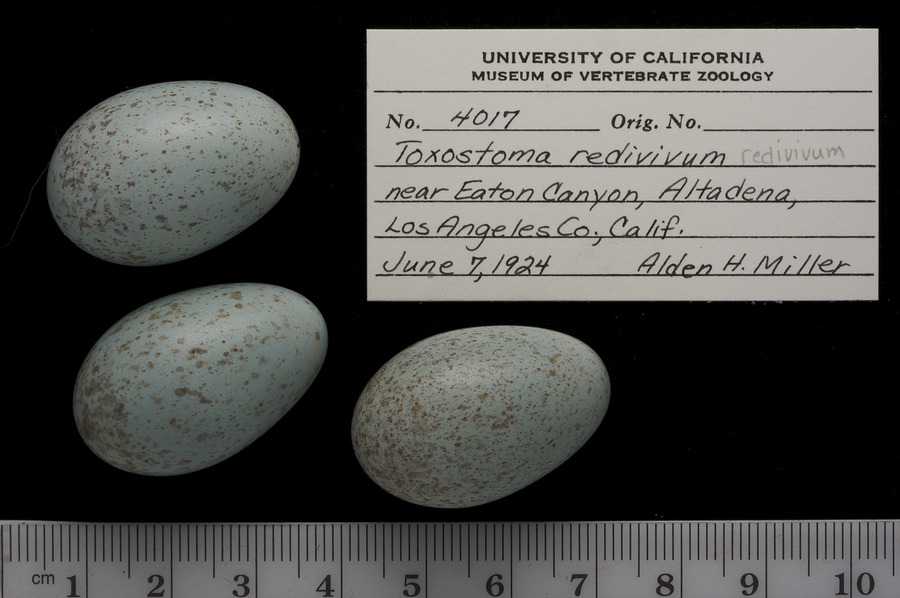 UNIVERSITY OF CALIFORNIA
MUSEUM OF VERTEBRATE ZOOLOGY
No. 4017 Orig. No.
Toxostoma redivivum redivivum
near Eaton Canyon, Altadena,
Los Angeles Co., Calif.
June 7, 1924 Alden H. Miller
cm 1 2 3 4 5 6 7 8 9 10